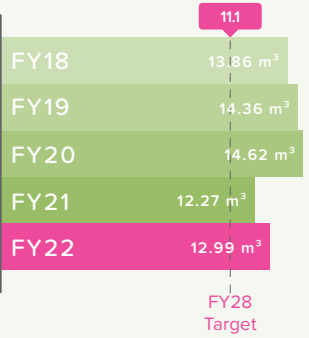 11.1
FY18 13.86 m³
FY19 14.36 m³
FY20 14.62 m³
FY21 12.27 m³
FY22 12.99 m³
FY28
Target